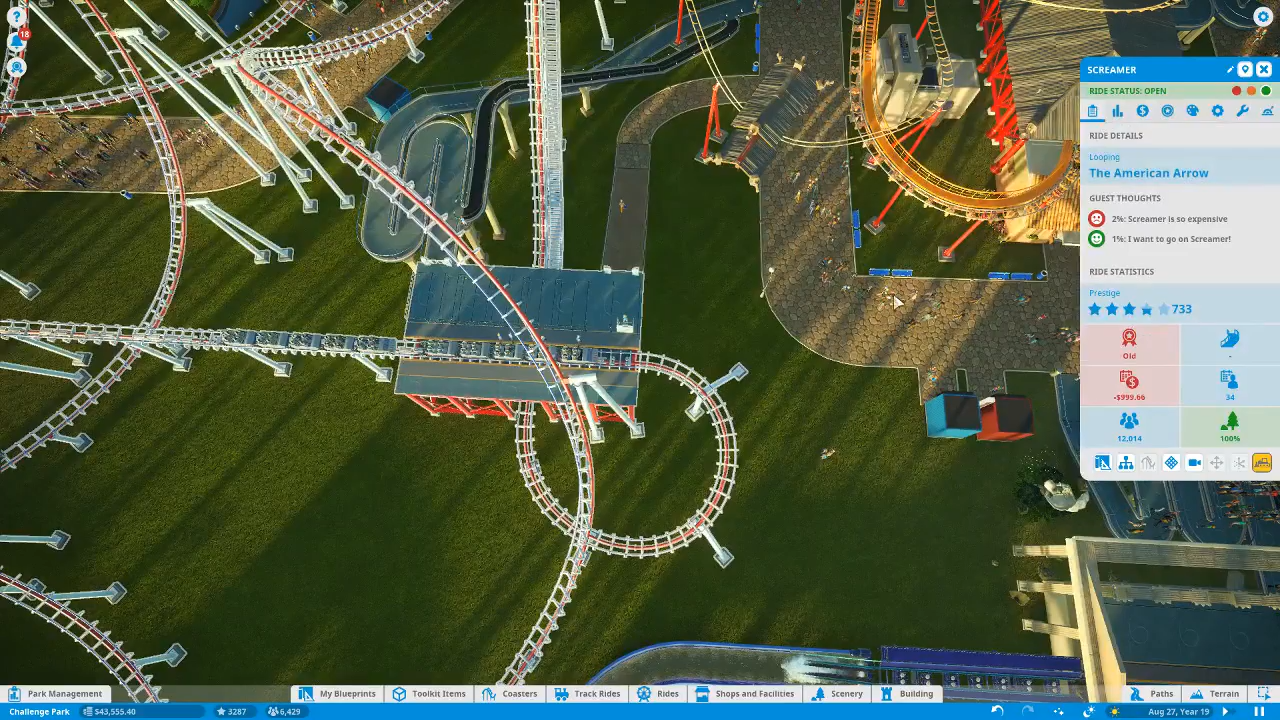 ?
18
SCREAMER
RIDE STATUS: OPEN
RIDE DETAILS
Looping
The American Arrow
GUEST THOUGHTS
2%: Screamer is so expensive
1%: I want to go on Screamer!
RIDE STATISTICS
Prestige
733
Old
-
-$999.66
34
12,014
100%
Park Management
My Blueprints
Toolkit Items
Coasters
Track Rides
Rides
Shops and Facilities
Scenery
Building
Paths
Terrain
Challenge Park
$43,555.40
3287
6,429
Aug 27, Year 19